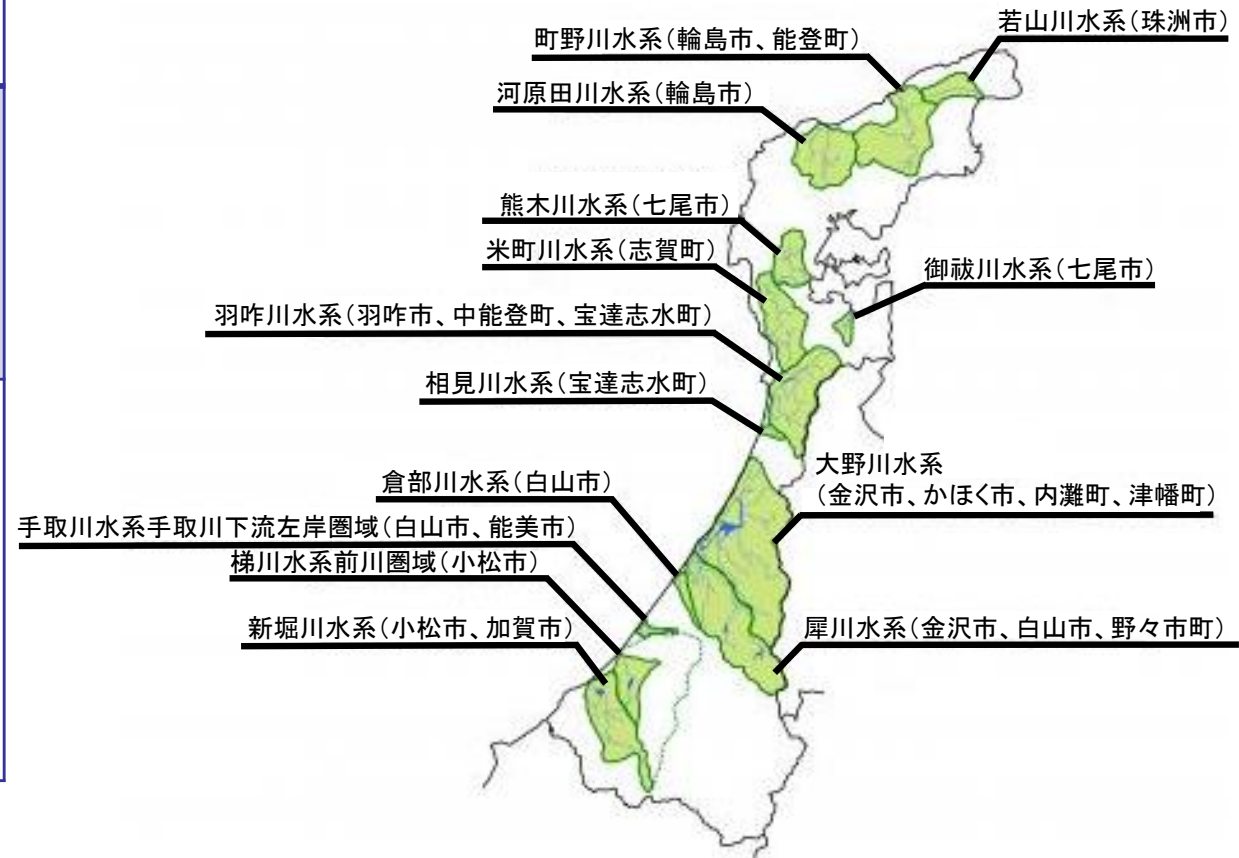 若山川水系(珠洲市)
町野川水系(輪島市、能登町)
河原田川水系(輪島市)
熊木川水系(七尾市)
米町川水系(志賀町)
御祓川水系(七尾市)
羽咋川水系(羽咋市、中能登町、宝達志水町)
相見川水系(宝達志水町)
大野川水系
(金沢市、かほく市、内灘町、津幡町)
倉部川水系(白山市)
手取川水系手取川下流左岸圏域(白山市、能美市)
梯川水系前川圏域(小松市)
新堀川水系(小松市、加賀市)
犀川水系(金沢市、白山市、野々市町)